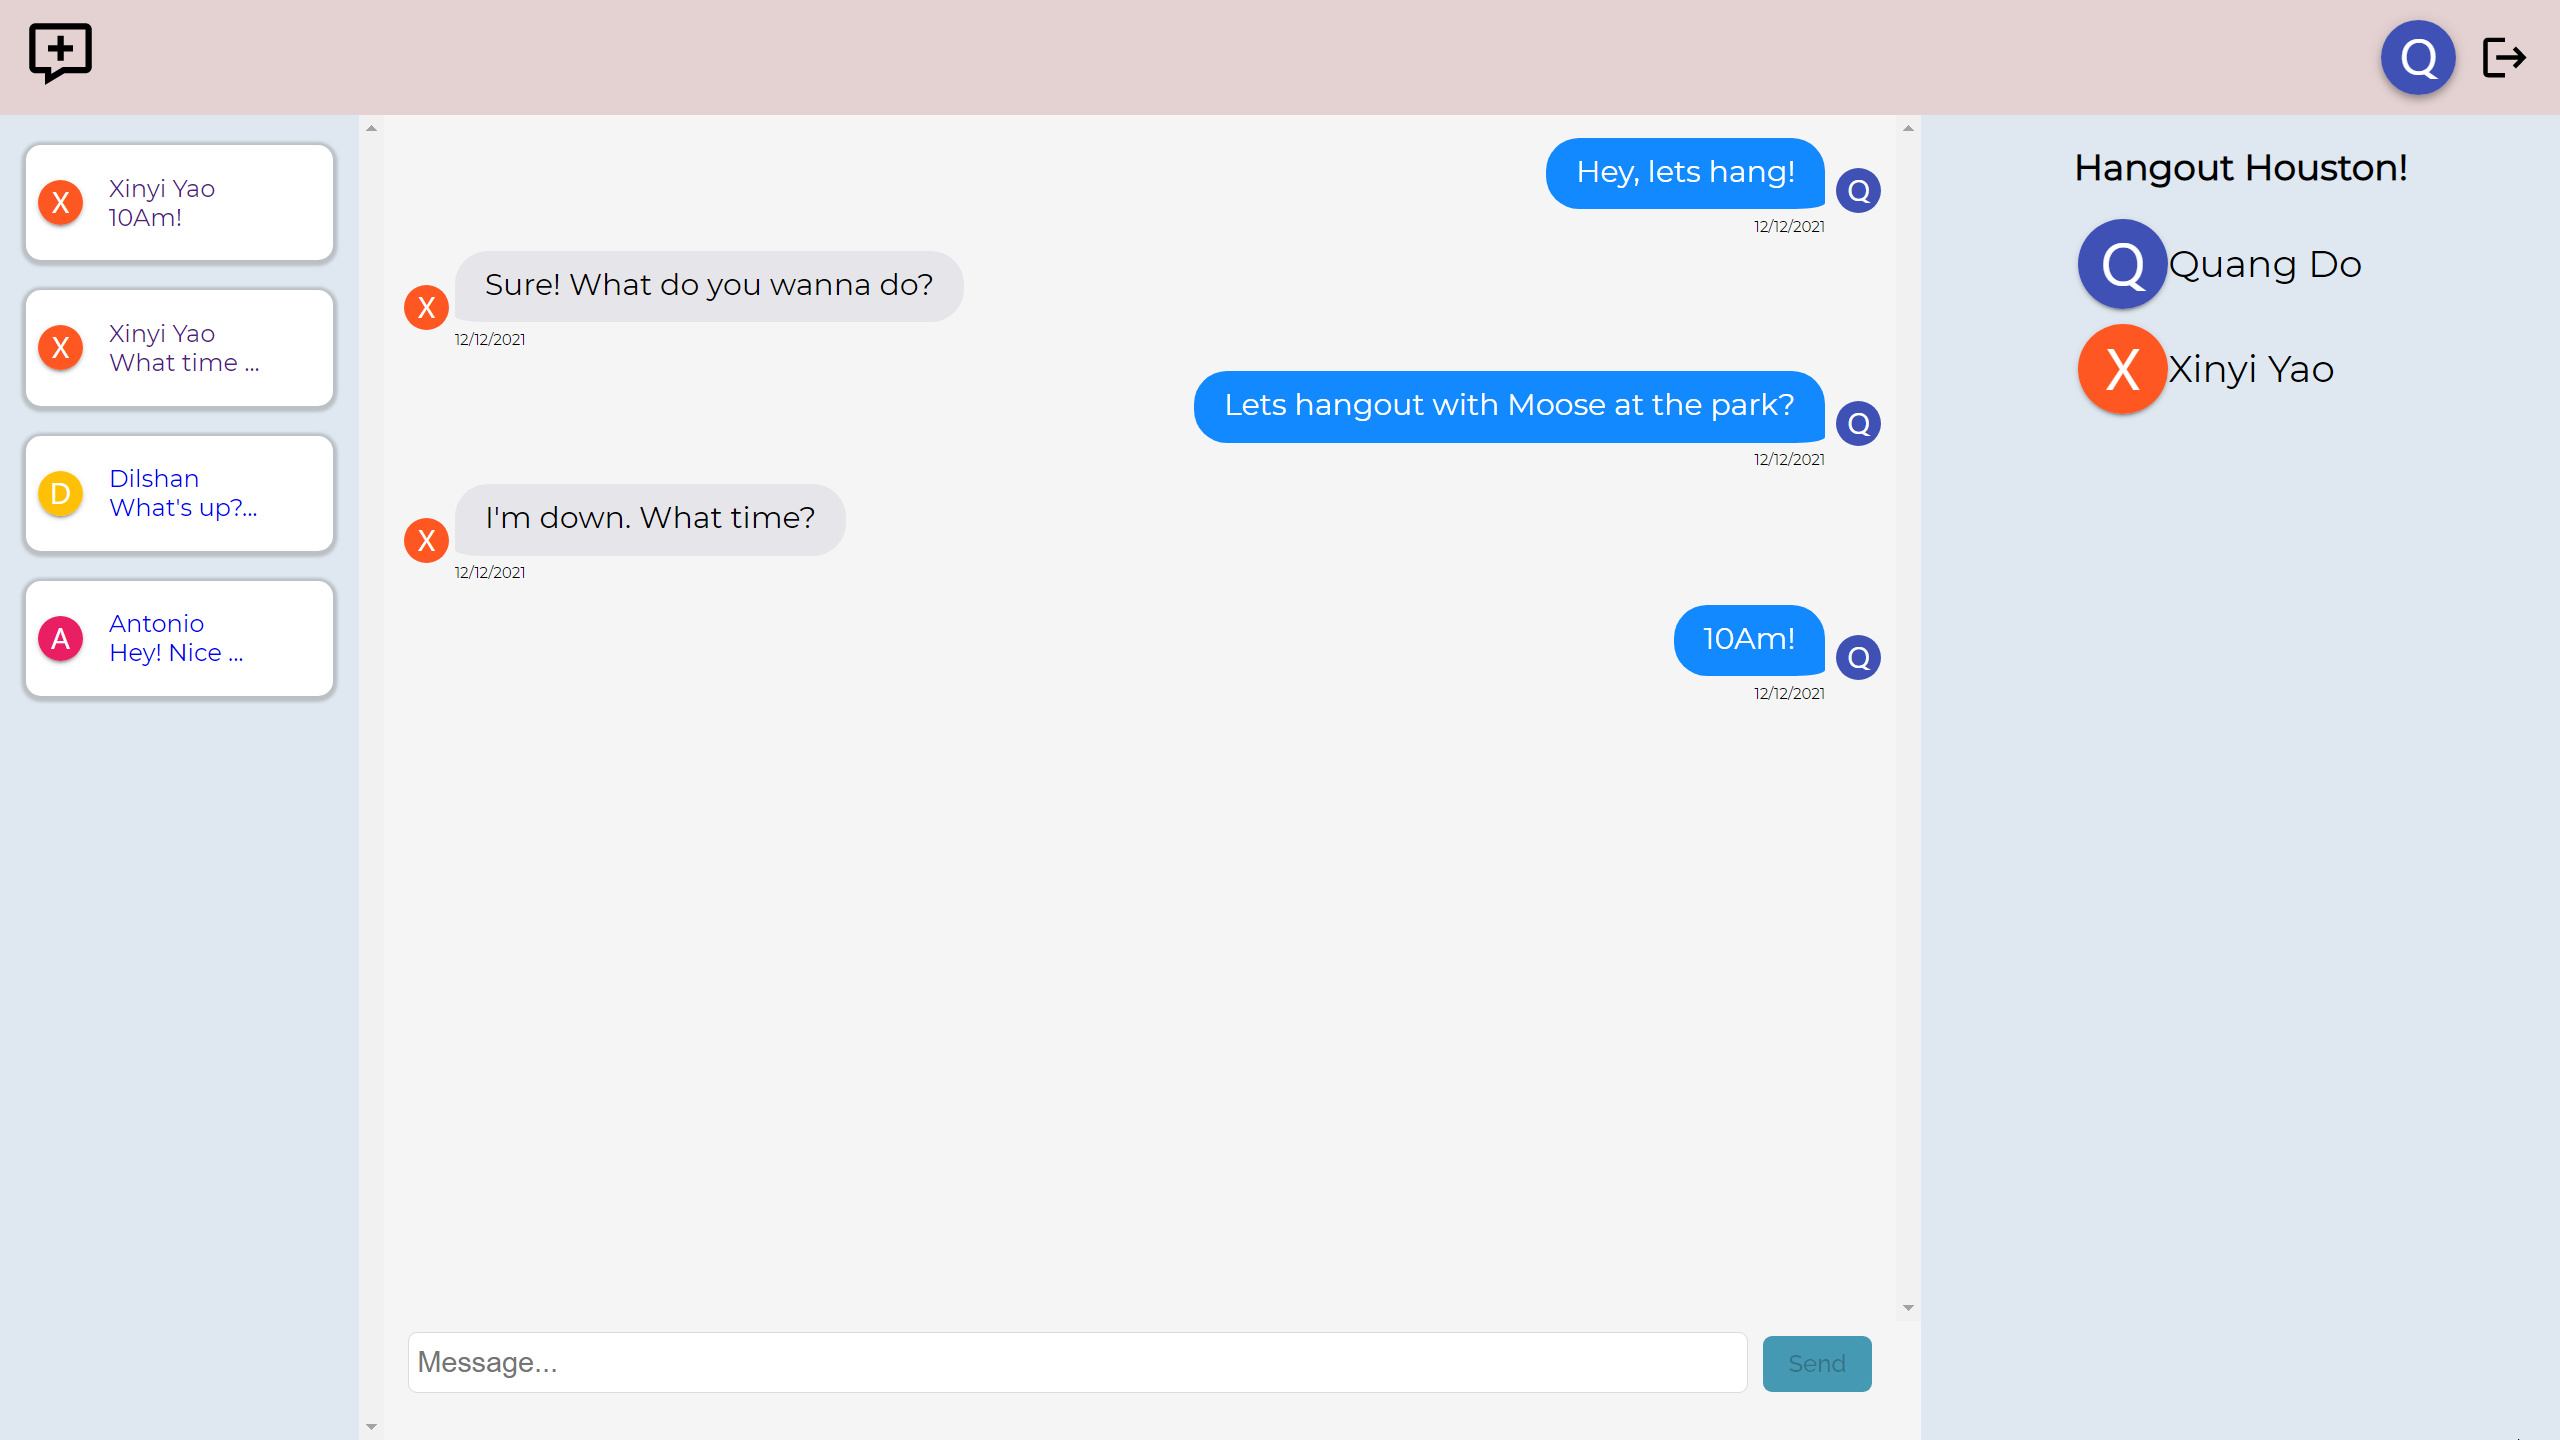 Q
X
Xinyi Yao
10Am!
X
Xinyi Yao
What time ...
D
Dilshan
What's up?...
A
Antonio
Hey! Nice ...
Hey, lets hang!
Q
12/12/2021
Sure! What do you wanna do?
X
12/12/2021
Lets hangout with Moose at the park?
Q
12/12/2021
I'm down. What time?
X
12/12/2021
10Am!
Q
12/12/2021
Message...
Send
Hangout Houston!
Q Quang Do
X Xinyi Yao